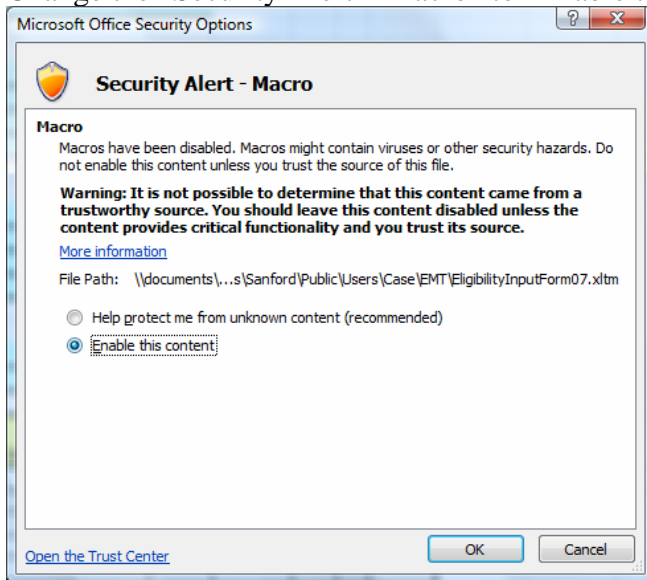 Microsoft Office Security Options
Security Alert - Macro
Macro
Macros have been disabled. Macros might contain viruses or other security hazards. Do
not enable this content unless you trust the source of this file.
Warning: It is not possible to determine that this content came from a
trustworthy source. You should leave this content disabled unless the
content provides critical functionality and you trust its source.
More information
File Path: \\documents\...s\Sanford\Public\Users\Case\EMT\EligibilityInputForm07.xltm
Help protect me from unknown content (recommended)
Enable this content
Open the Trust Center
OK Cancel